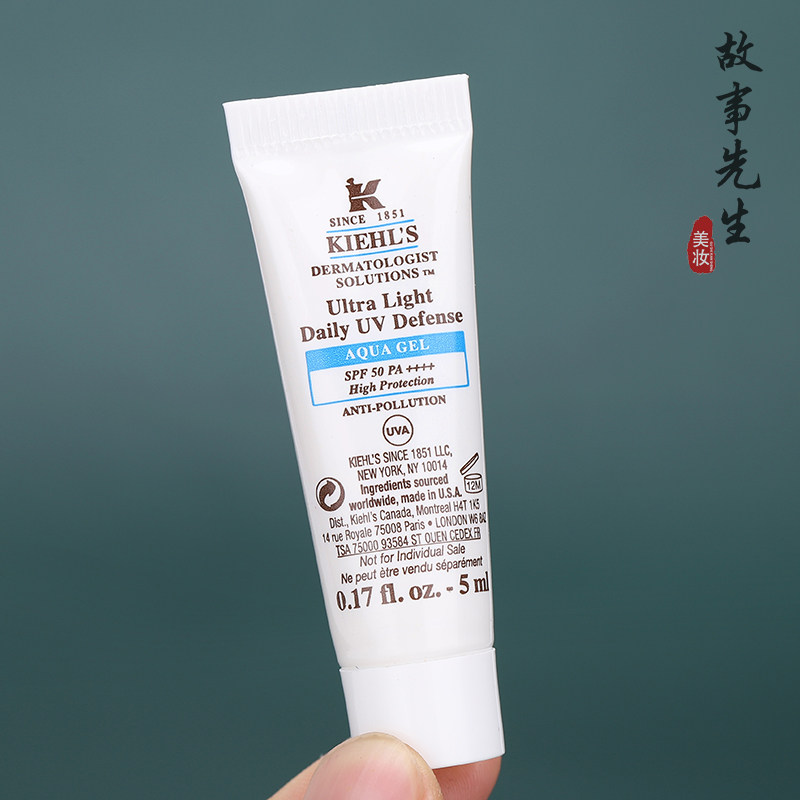 SINCE 1851
KIEHL'S
DERMATOLOGIST
SOLUTIONS™
Ultra Light
Daily UV Defense
AQUA GEL
SPF 50 PA ++++
High Protection
ANTI-POLLUTION
UVA
KIEHL'S SINCE 1851 LLC,
NEW YORK, NY 10014
Ingredients sourced
worldwide, made in U.S.A.
12M
Dist., Kiehl's Canada, Montreal H4T 1K5
14 rue Royale 75008 Paris • LONDON W6 8AZ
TSA 75000 93584 ST OUEN CEDEX FR
Not for Individual Sale
Ne peut être vendu séparément
0.17 fl. oz. - 5 ml
故事先生
美妆